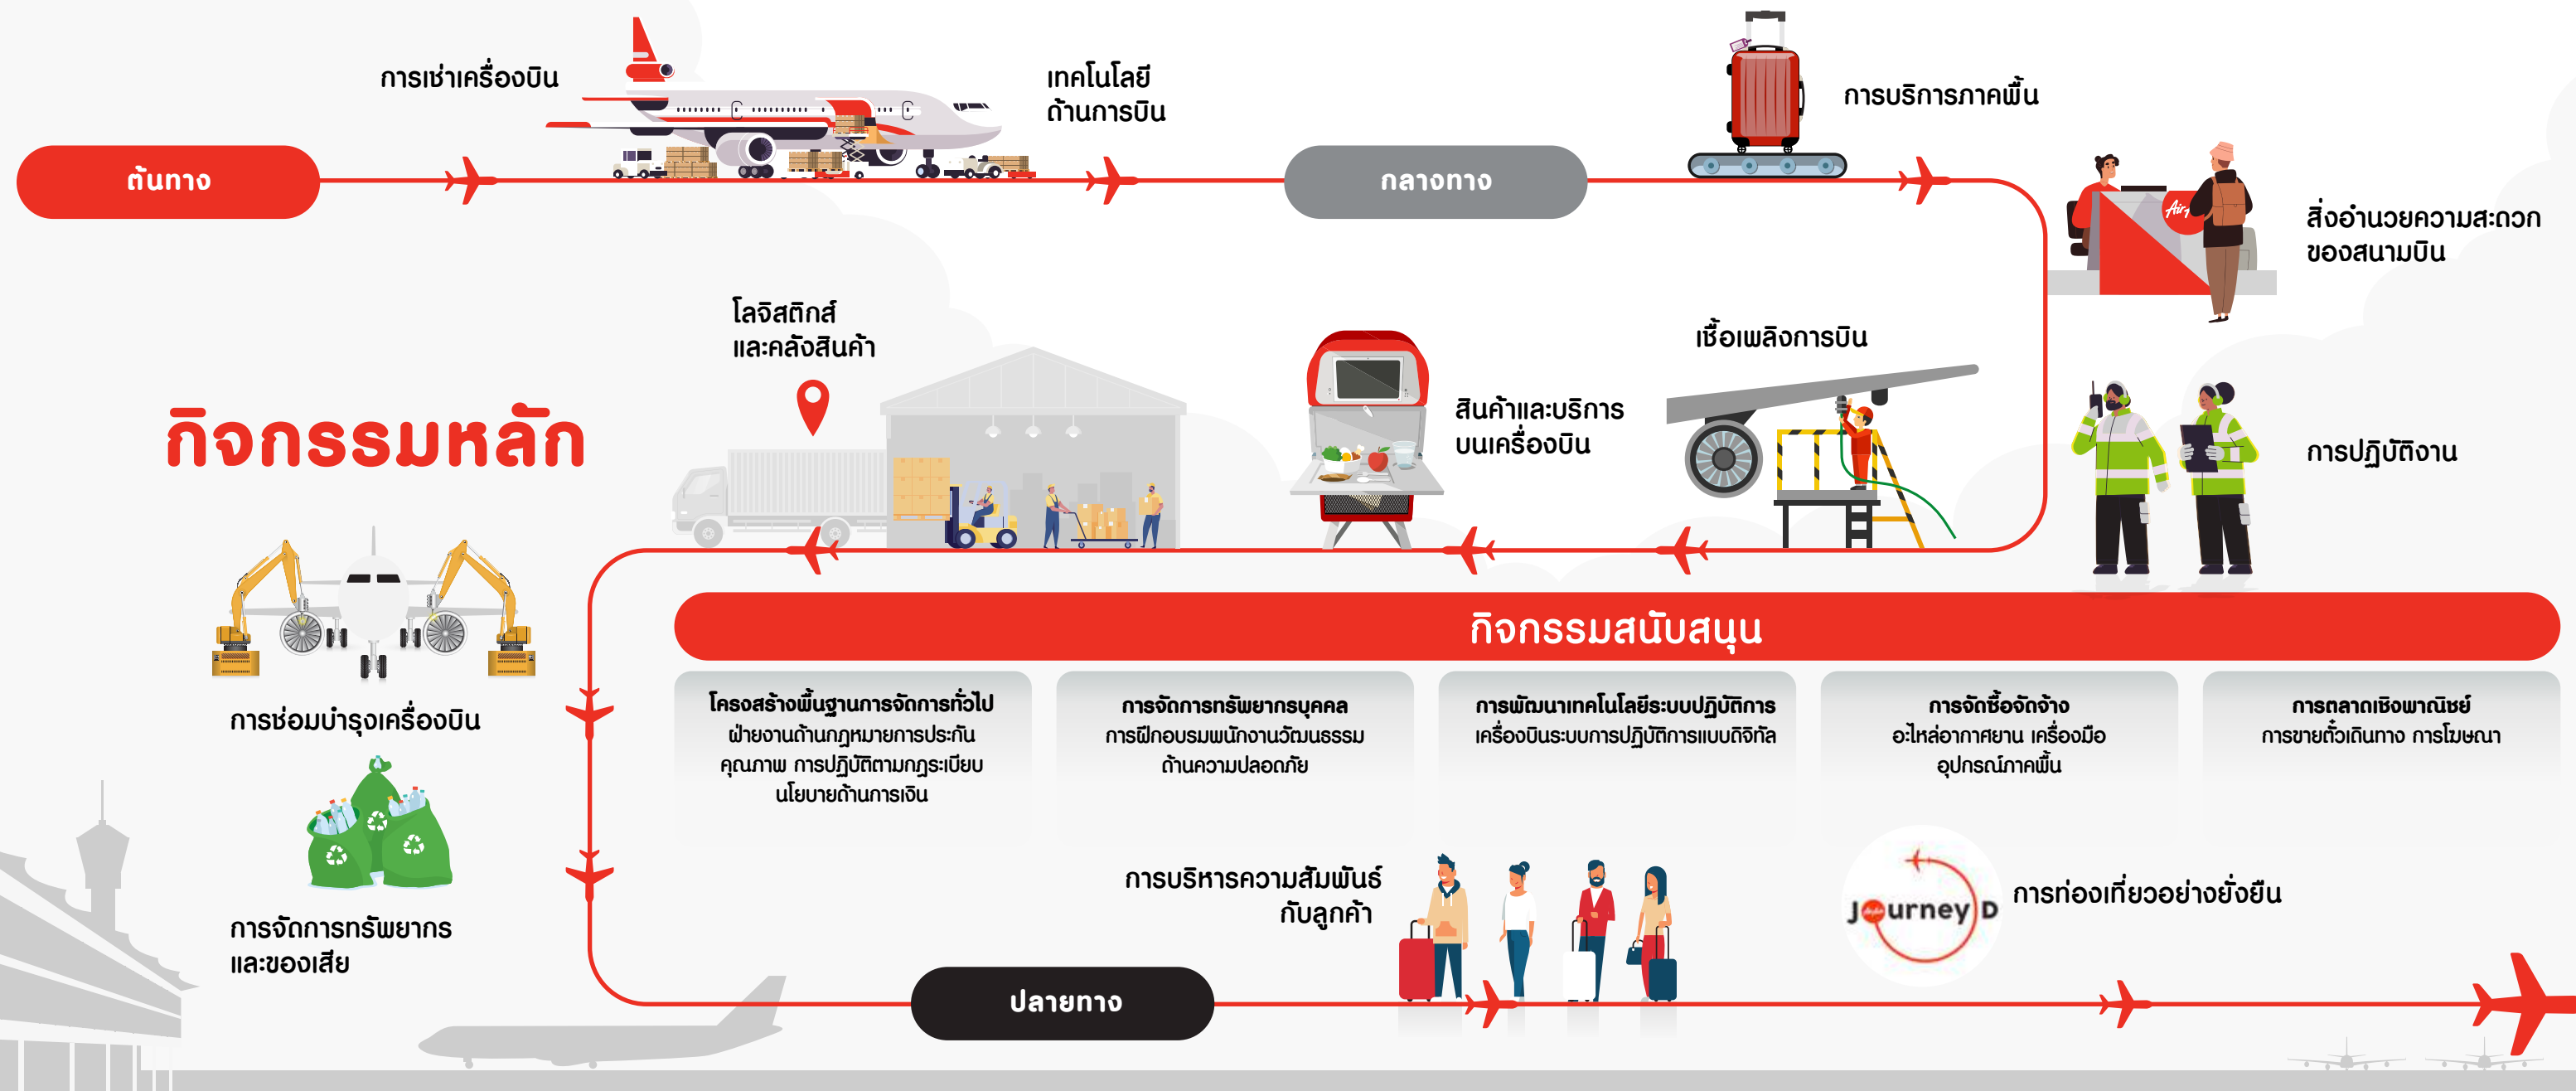 การเช่าเครื่องบิน
เทคโนโลยี
ด้านการบิน
การบริการภาคพื้น
ต้นทาง
กลางทาง
Air
สิ่งอำนวยความสะดวก
ของสนามบิน
โลจิสติกส์
และคลังสินค้า
เชื้อเพลิงการบิน
สินค้าและบริการ
บนเครื่องบิน
กิจกรรมหลัก
การปฏิบัติงาน
กิจกรรมสนับสนุน
โครงสร้างพื้นฐานการจัดการทั่วไป
ฝ่ายงานด้านกฎหมายการประกัน
คุณภาพ การปฏิบัติตามกฎระเบียบ
นโยบายด้านการเงิน
การจัดการทรัพยากรบุคคล
การฝึกอบรมพนักงานวัฒนธรรม
ด้านความปลอดภัย
การพัฒนาเทคโนโลยีระบบปฏิบัติการ
เครื่องบินระบบการปฏิบัติการแบบดิจิทัล
การจัดซื้อจัดจ้าง
อะไหล่อากาศยาน เครื่องมือ
อุปกรณ์ภาคพื้น
การตลาดเชิงพาณิชย์
การขายตั๋วเดินทาง การโฆษณา
การซ่อมบำรุงเครื่องบิน
การจัดการทรัพยากร
และของเสีย
การบริหารความสัมพันธ์
กับลูกค้า
Journey D
การท่องเที่ยวอย่างยั่งยืน
ปลายทาง